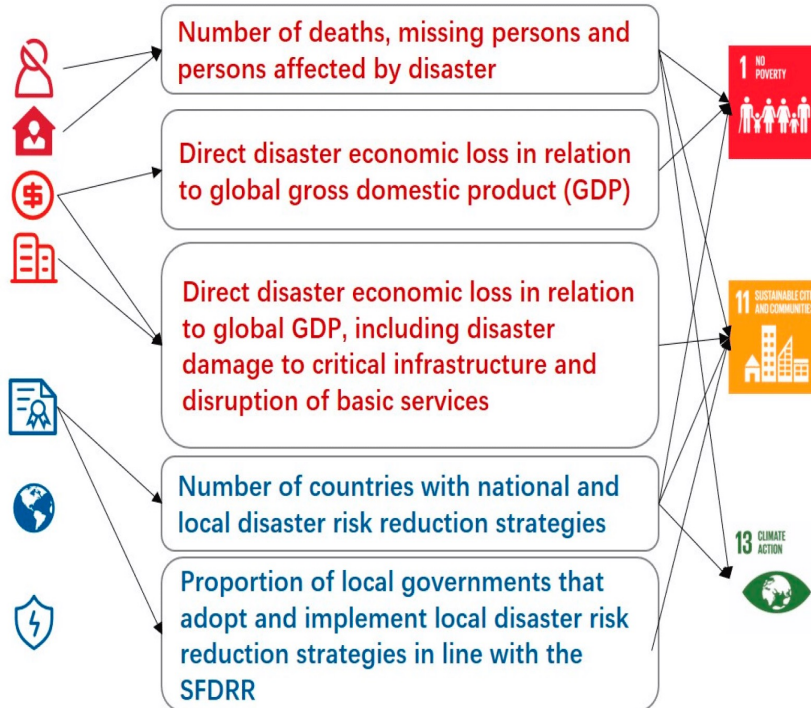 Number of deaths, missing persons and
persons affected by disaster
Direct disaster economic loss in relation
to global gross domestic product (GDP)
Direct disaster economic loss in relation
to global GDP, including disaster
damage to critical infrastructure and
disruption of basic services
Number of countries with national and
local disaster risk reduction strategies
Proportion of local governments that
adopt and implement local disaster risk
reduction strategies in line with the
SFDRR
$
1 NO
POVERTY
11 SUSTAINABLE CIT
AND COMMUNITIES
13 CLIMATE
ACTION